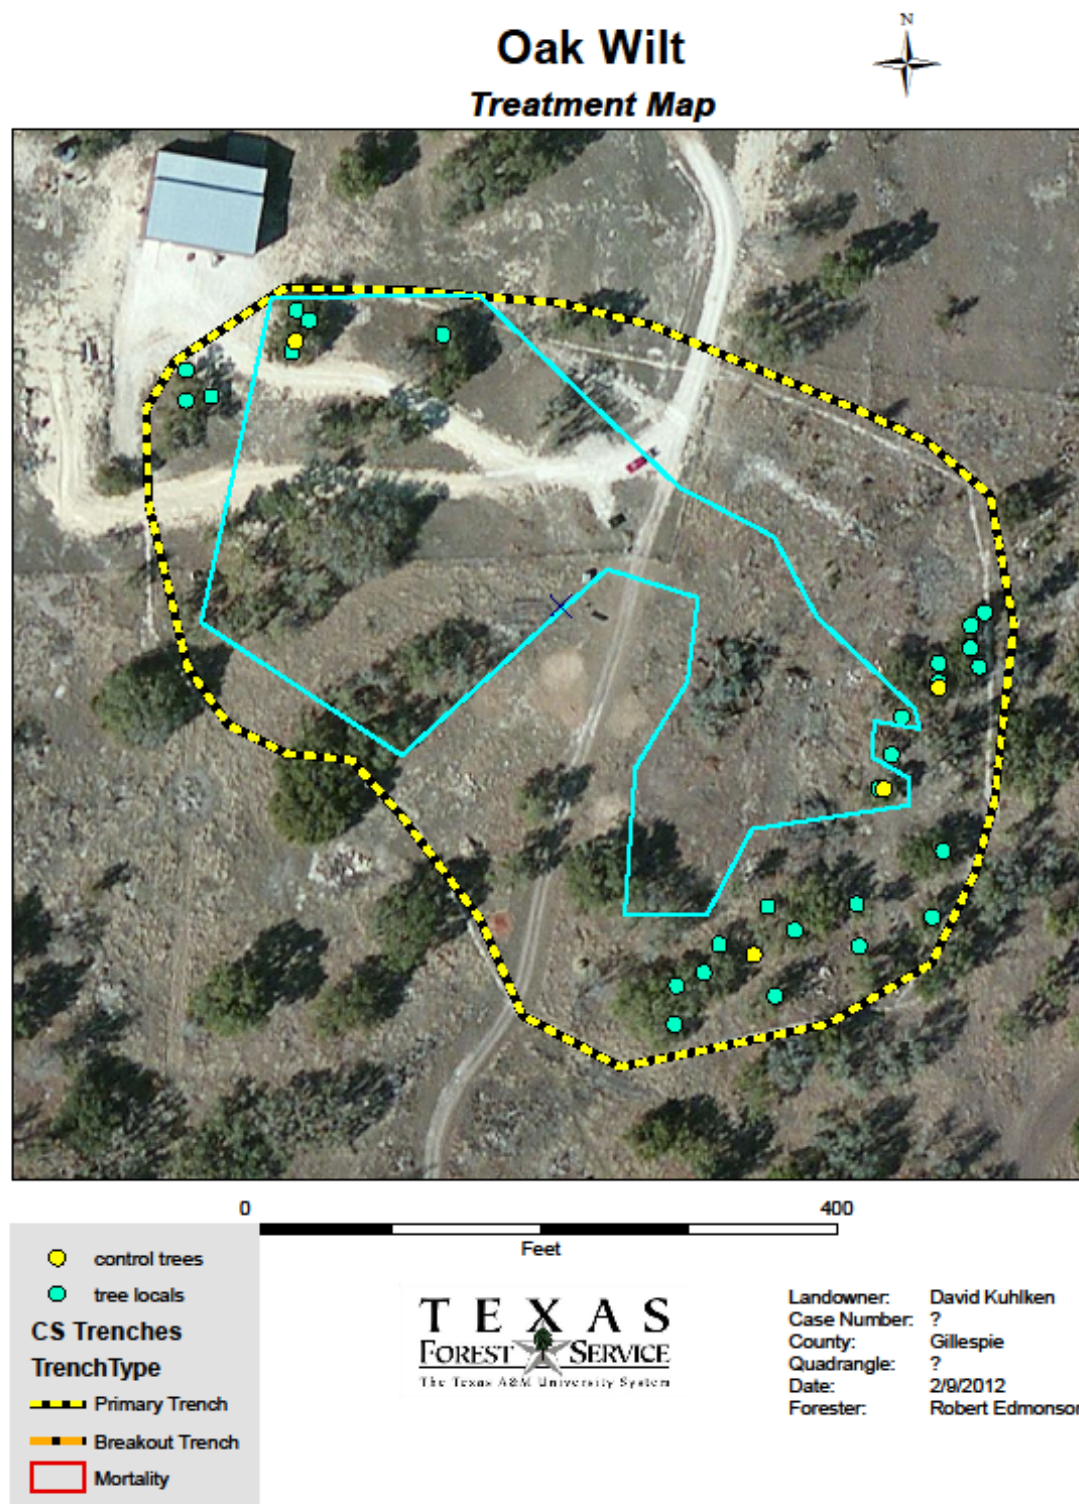 Oak Wilt
N
Treatment Map
0 400
Feet
control trees
tree locals
CS Trenches
TrenchType
Primary Trench
Breakout Trench
Mortality
TEXAS
FOREST SERVICE
The Texas A&M University System
Landowner: David Kuhlken
Case Number: ?
County: Gillespie
Quadrangle: ?
Date: 2/9/2012
Forester: Robert Edmonson